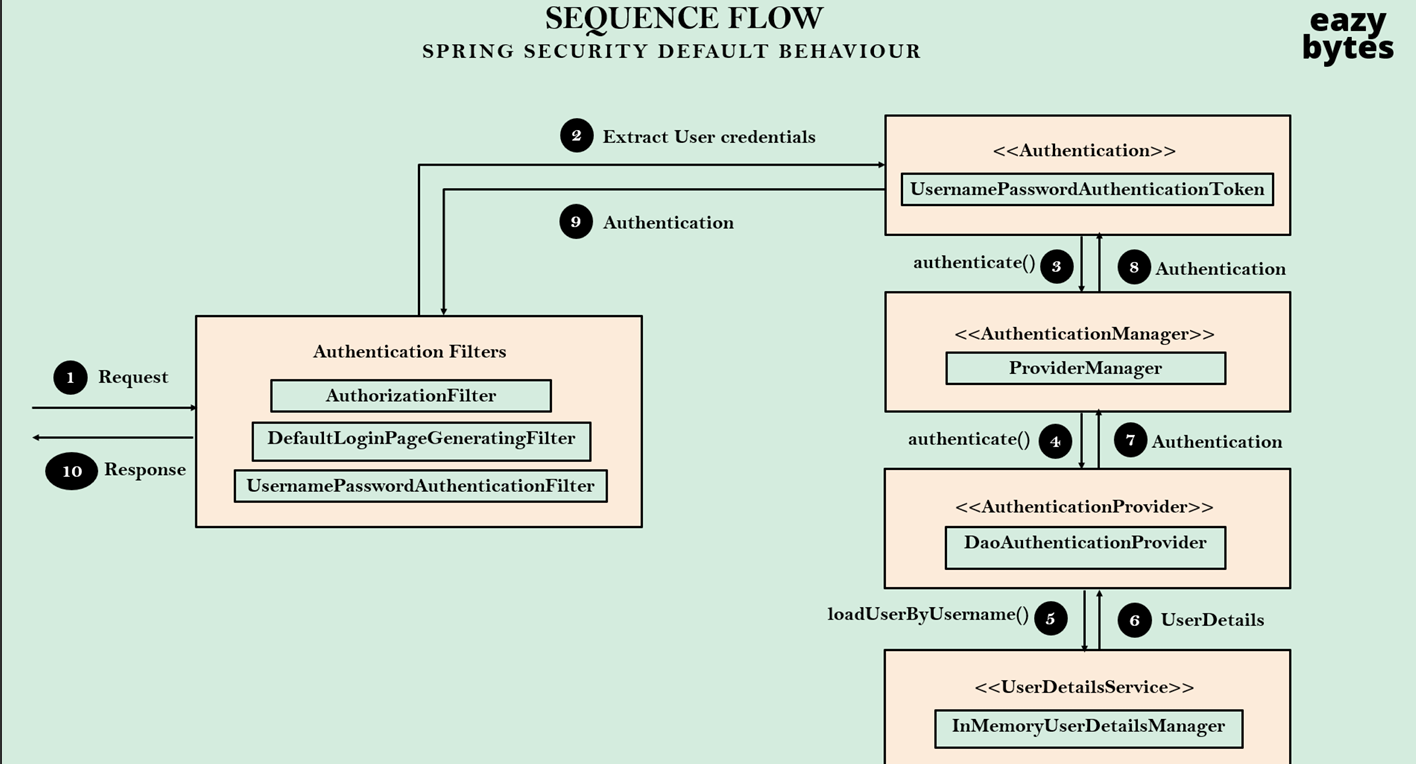 SEQUENCE FLOW
SPRING SECURITY DEFAULT BEHAVIOUR
eazy
bytes
2 Extract User credentials
9 Authentication
<<Authentication>>
UsernamePasswordAuthenticationToken
authenticate() 3
8 Authentication
<<AuthenticationManager>>
ProviderManager
authenticate() 4
7 Authentication
<<AuthenticationProvider>>
DaoAuthenticationProvider
loadUserByUsername() 5
6 UserDetails
<<UserDetailsService>>
InMemoryUserDetailsManager
1 Request
10 Response
Authentication Filters
AuthorizationFilter
DefaultLoginPageGeneratingFilter
UsernamePasswordAuthenticationFilter